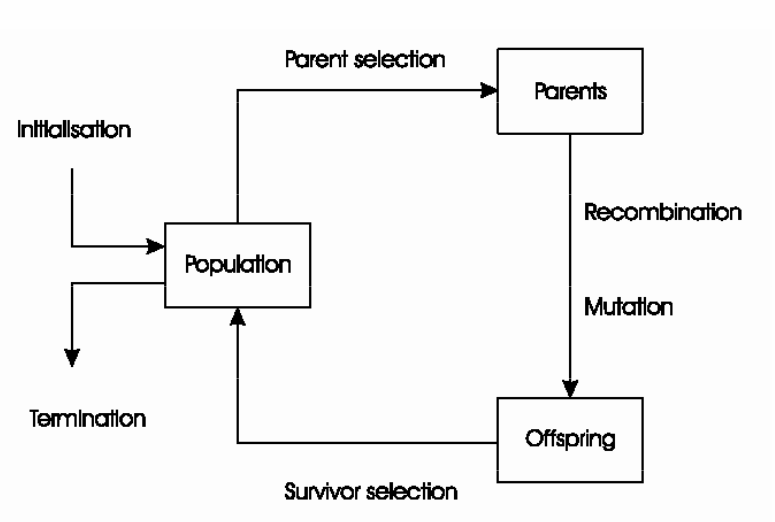 Parent selection
Parents
Initialisation
Recombination
Population
Mutation
Termination
Offspring
Survivor selection